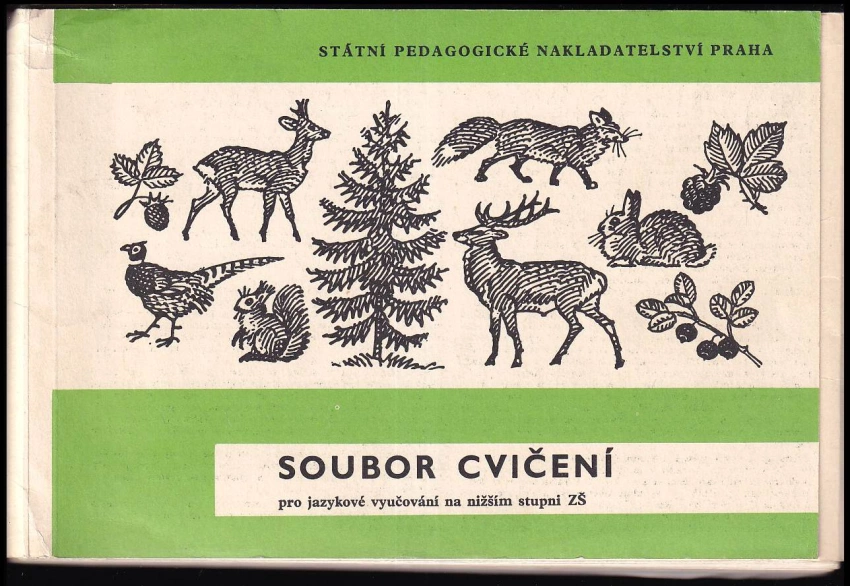 STÁTNÍ PEDAGOGICKÉ NAKLADATELSTVÍ PRAHA
SOUBOR CVIČENÍ
pro jazykové vyučování na nižším stupni ZŠ